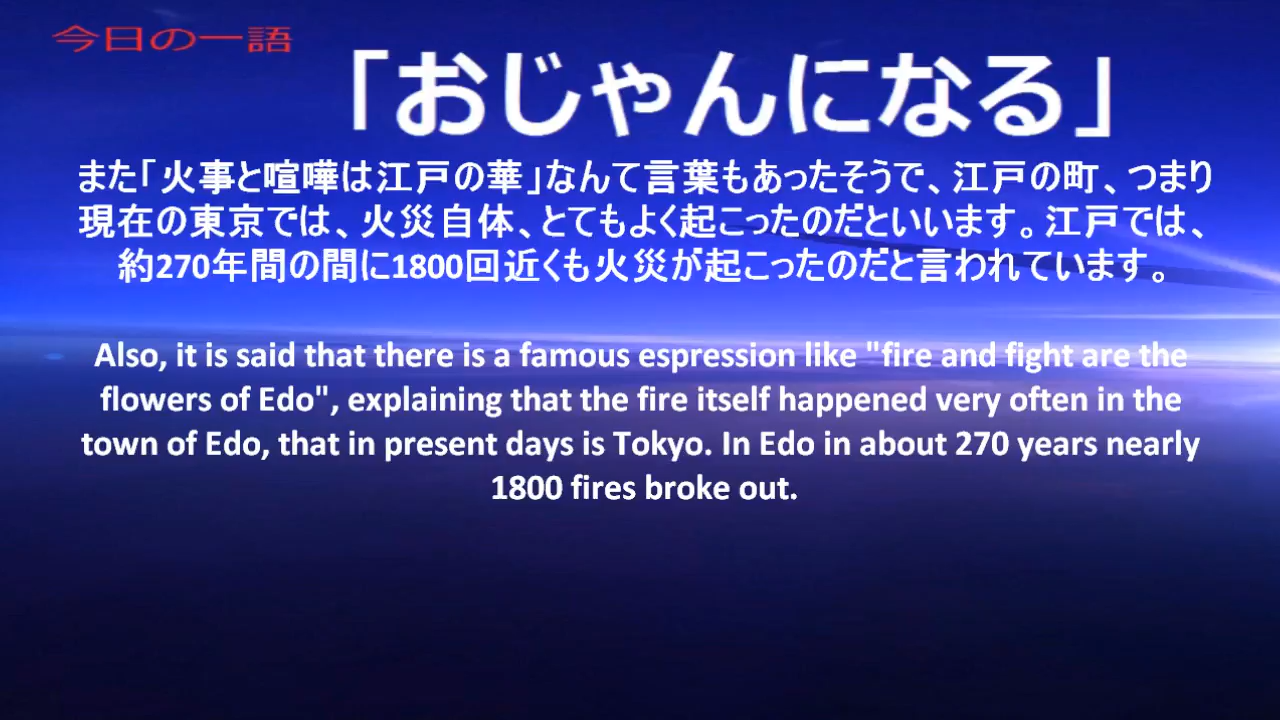 今日の一語
「おじゃんになる」
また「火事と喧嘩は江戸の華」なんて言葉もあったそうで、江戸の町、つまり
現在の東京では、火災自体、とてもよく起こったのだといいます。江戸では、
約270年間の間に1800回近くも火災が起こったのだと言われています。
Also, it is said that there is a famous espression like "fire and fight are the
flowers of Edo", explaining that the fire itself happened very often in the
town of Edo, that in present days is Tokyo. In Edo in about 270 years nearly
1800 fires broke out.